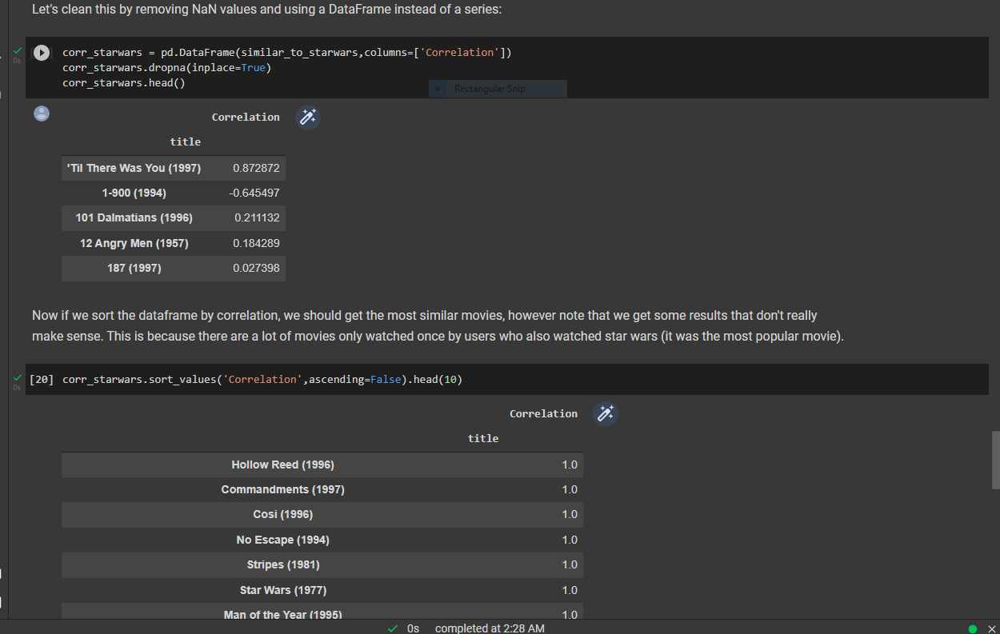 Let's clean this by removing NaN values and using a DataFrame instead of a series:
0s
corr_starwars = pd.DataFrame(similar_to_starwars,columns=['Correlation'])
corr_starwars.dropna(inplace=True)
corr_starwars.head()
Rectangular Snip
Correlation
title
'Til There Was You (1997) 0.872872
1-900 (1994) -0.645497
101 Dalmatians (1996) 0.211132
12 Angry Men (1957) 0.184289
187 (1997) 0.027398
Now if we sort the dataframe by correlation, we should get the most similar movies, however note that we get some results that don't really
make sense. This is because there are a lot of movies only watched once by users who also watched star wars (it was the most popular movie).
[20] corr_starwars.sort_values('Correlation',ascending=False).head(10)
0s
Correlation
title
Hollow Reed (1996) 1.0
Commandments (1997) 1.0
Cosi (1996) 1.0
No Escape (1994) 1.0
Stripes (1981) 1.0
Star Wars (1977) 1.0
Man of the Year (1995) 1.0
0s completed at 2:28 AM